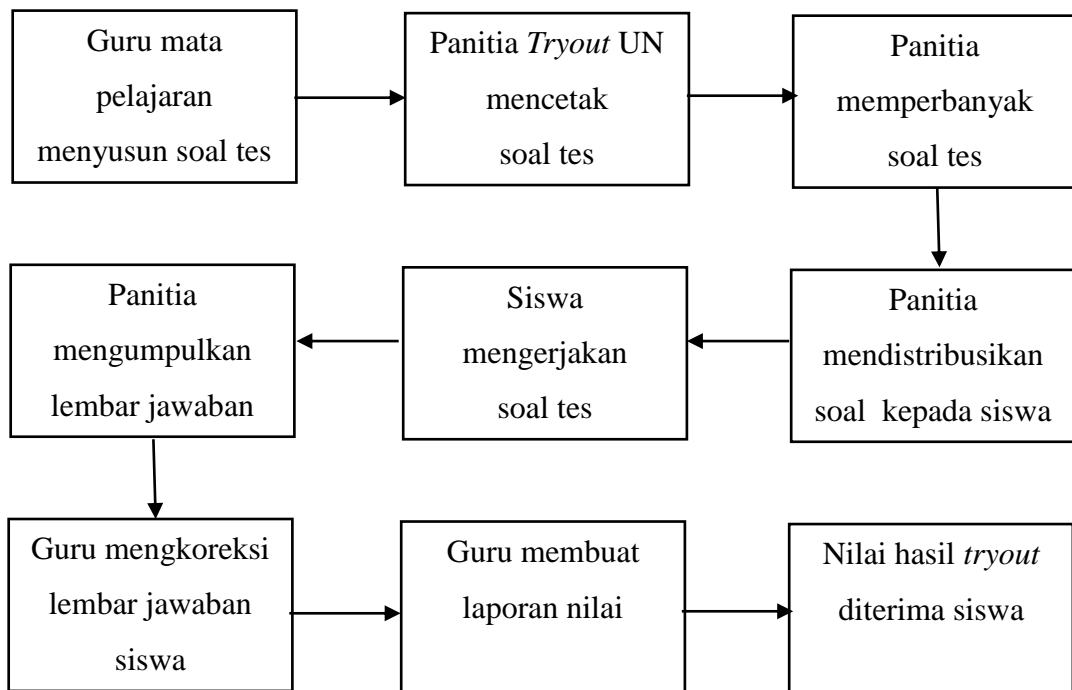 Guru mata
pelajaran
menyusun soal tes
Panitia Tryout UN
mencetak
soal tes
Panitia
memperbanyak
soal tes
Panitia
mendistribusikan
soal kepada siswa
Siswa
mengerjakan
soal tes
Panitia
mengumpulkan
lembar jawaban
Guru mengkoreksi
lembar jawaban
siswa
Guru membuat
laporan nilai
Nilai hasil tryout
diterima siswa